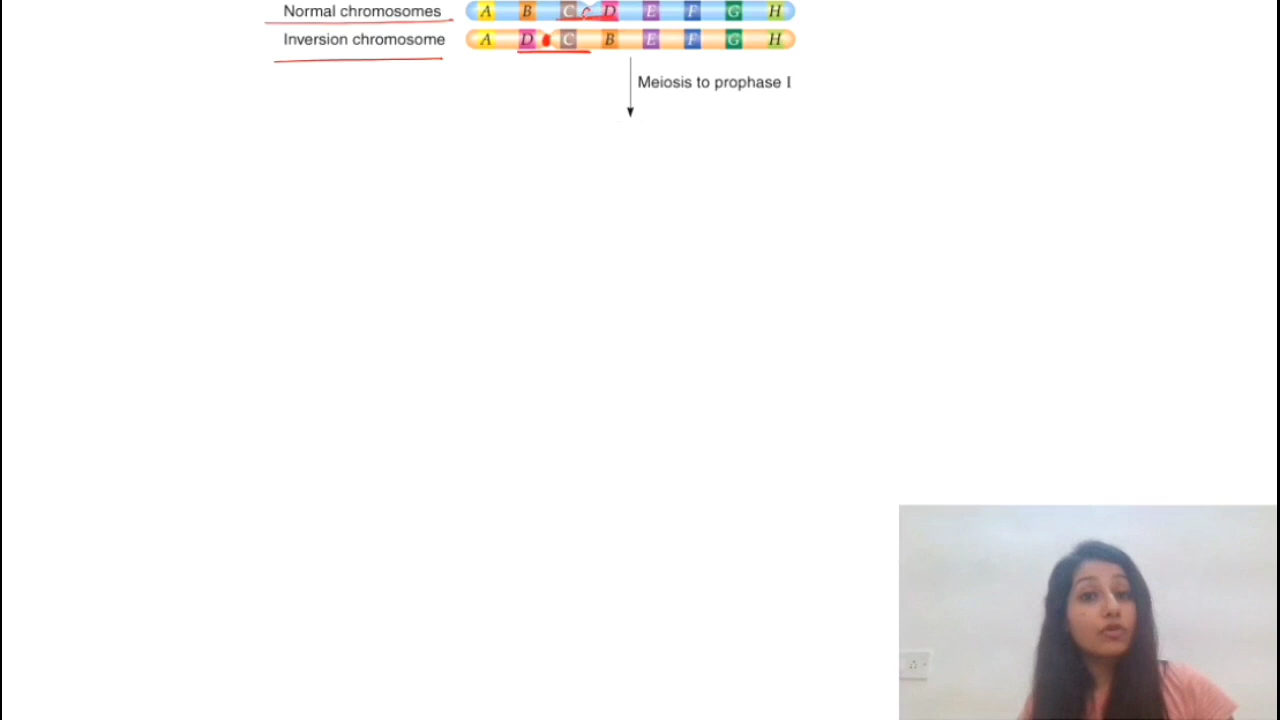 Normal chromosomes A B C D E F G H
Inversion chromosome A D C B E F G H
Meiosis to prophase I